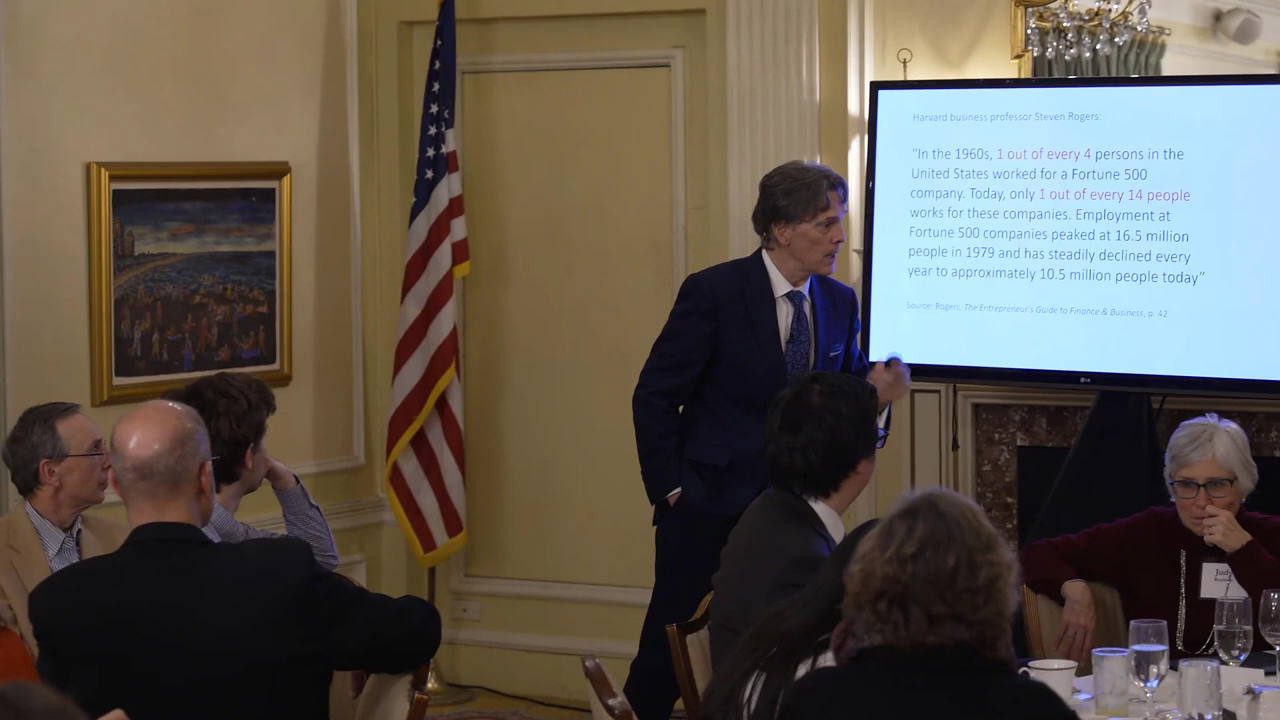 Harvard business professor Steven Rogers:
“In the 1960s, 1 out of every 4 persons in the
United States worked for a Fortune 500
company. Today, only 1 out of every 14 people
works for these companies. Employment at
Fortune 500 companies peaked at 16.5 million
people in 1979 and has steadily declined every
year to approximately 10.5 million people today”
Source: Rogers, The Entrepreneur's Guide to Finance & Business, p. 42
LG